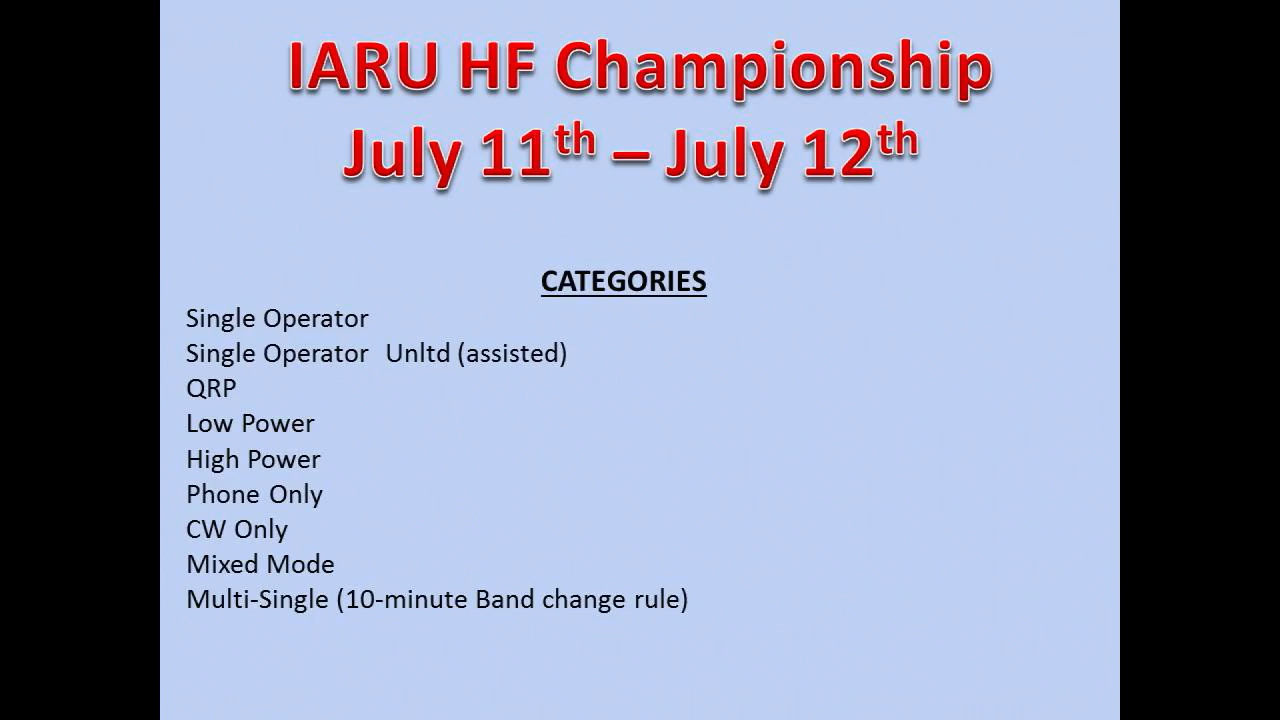 IARU HF Championship
July 11th – July 12th
CATEGORIES
Single Operator
Single Operator Unltd (assisted)
QRP
Low Power
High Power
Phone Only
CW Only
Mixed Mode
Multi-Single (10-minute Band change rule)